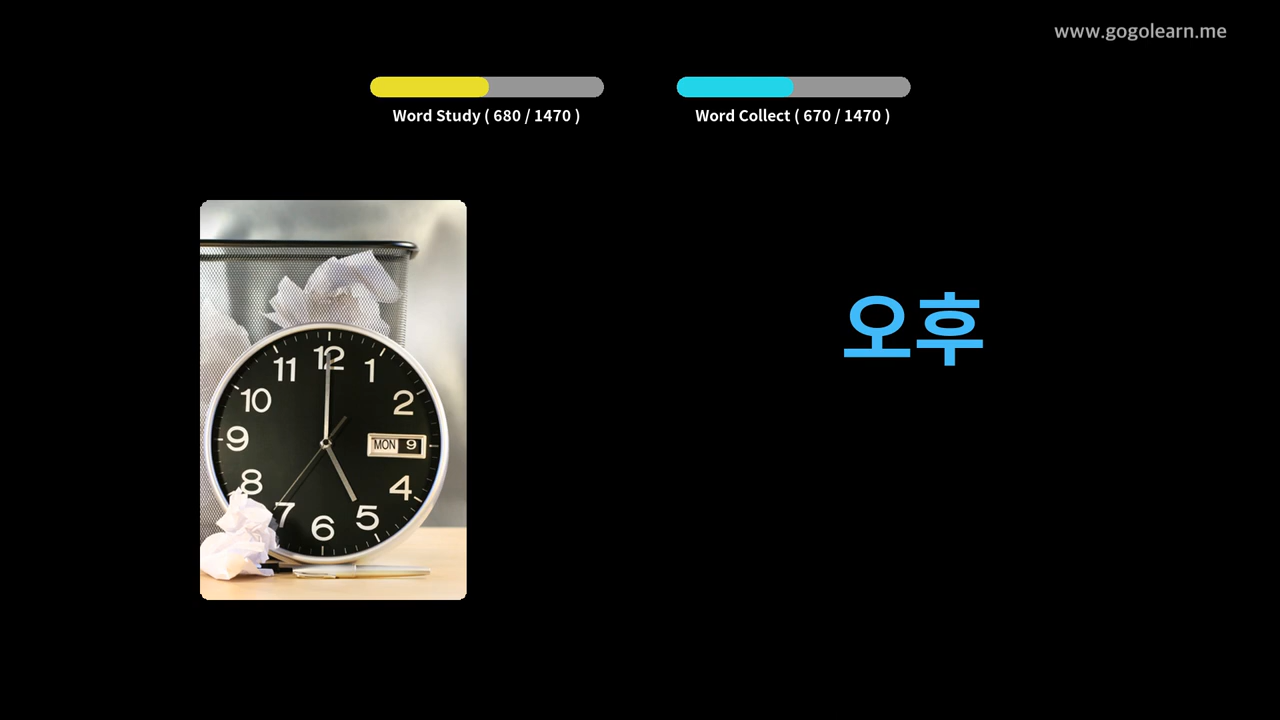 www.gogolearn.me
Word Study ( 680 / 1470 )
Word Collect ( 670 / 1470 )
오후
12
11
1
10
2
9
MON 9
8
4
7
5
6